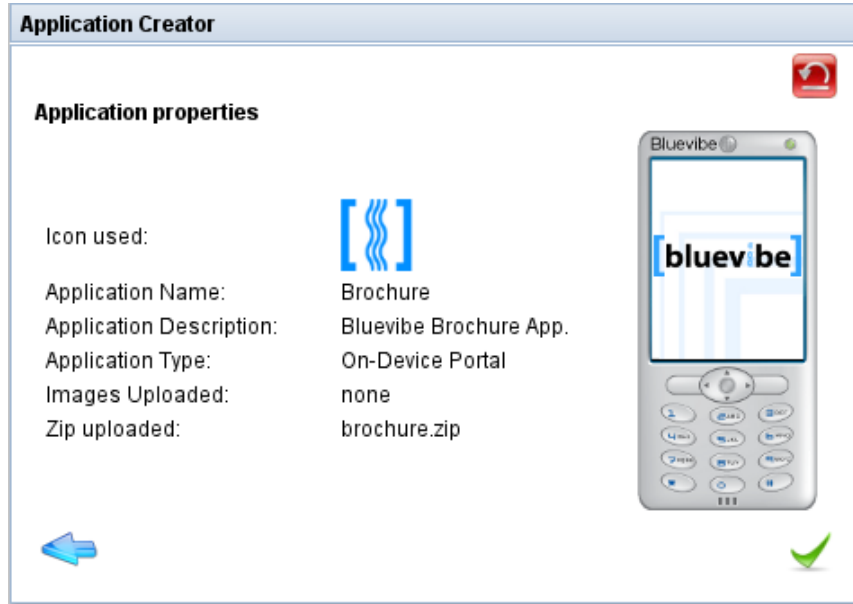 Application Creator
Application properties
Icon used:
Application Name: Brochure
Application Description: Bluevibe Brochure App.
Application Type: On-Device Portal
Images Uploaded: none
Zip uploaded: brochure.zip
Bluevibe
[bluevibe]